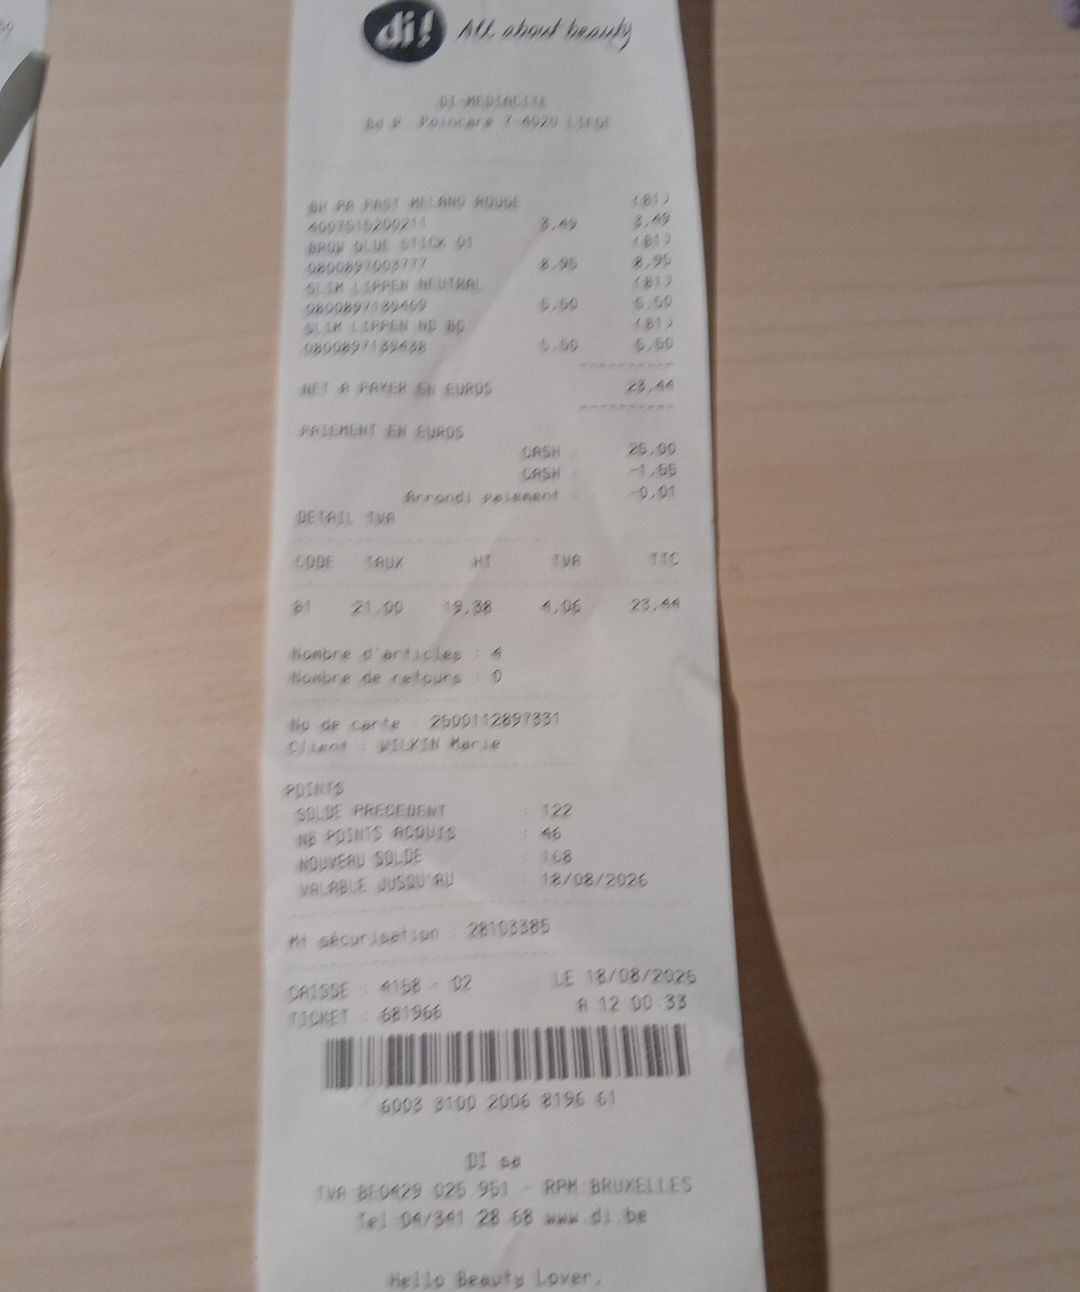 di! All about beauty
DI MEDIACITE
Bd R. Poincare 7 4020 LIEGE
BH PA PAST MELANG ROUGE (B1)
3,49 3,49
BROW GLUE STICK 01 (B1)
0800897003777 8,95 8,95
SLIM LIPPEN NEUTRAL (B1)
0800897139469 5,50 5,50
SLIM LIPPEN ND BG (B1)
0800897139438 5,50 5,50
NET A PAYER EN EUROS : 23,44
PAIEMENT EN EUROS
CASH : 25,00
CASH : -1,55
Arrondi paiement : -0,01
DETAIL TVA
CODE TAUX HT TVA TTC
B1 21,00 19,38 4,06 23,44
Nombre d'articles : 4
Nombre de retours : 0
No de carte : 2500112897331
Client : WILKIN Marie
POINTS
SOLDE PRECEDENT : 122
NB POINTS ACQUIS : 46
NOUVEAU SOLDE : 168
VALABLE JUSQU'AU : 18/08/2026
Mt sécurisation : 28103385
CAISSE : 4158 - 02 LE 18/08/2025
TICKET : 681966 A 12:00:33
6003 3100 2006 8196 61
DI sa
TVA BE0429.025.951 - RPM:BRUXELLES
Tel 04/341 28 68 www.di.be
Hello Beauty Lover,